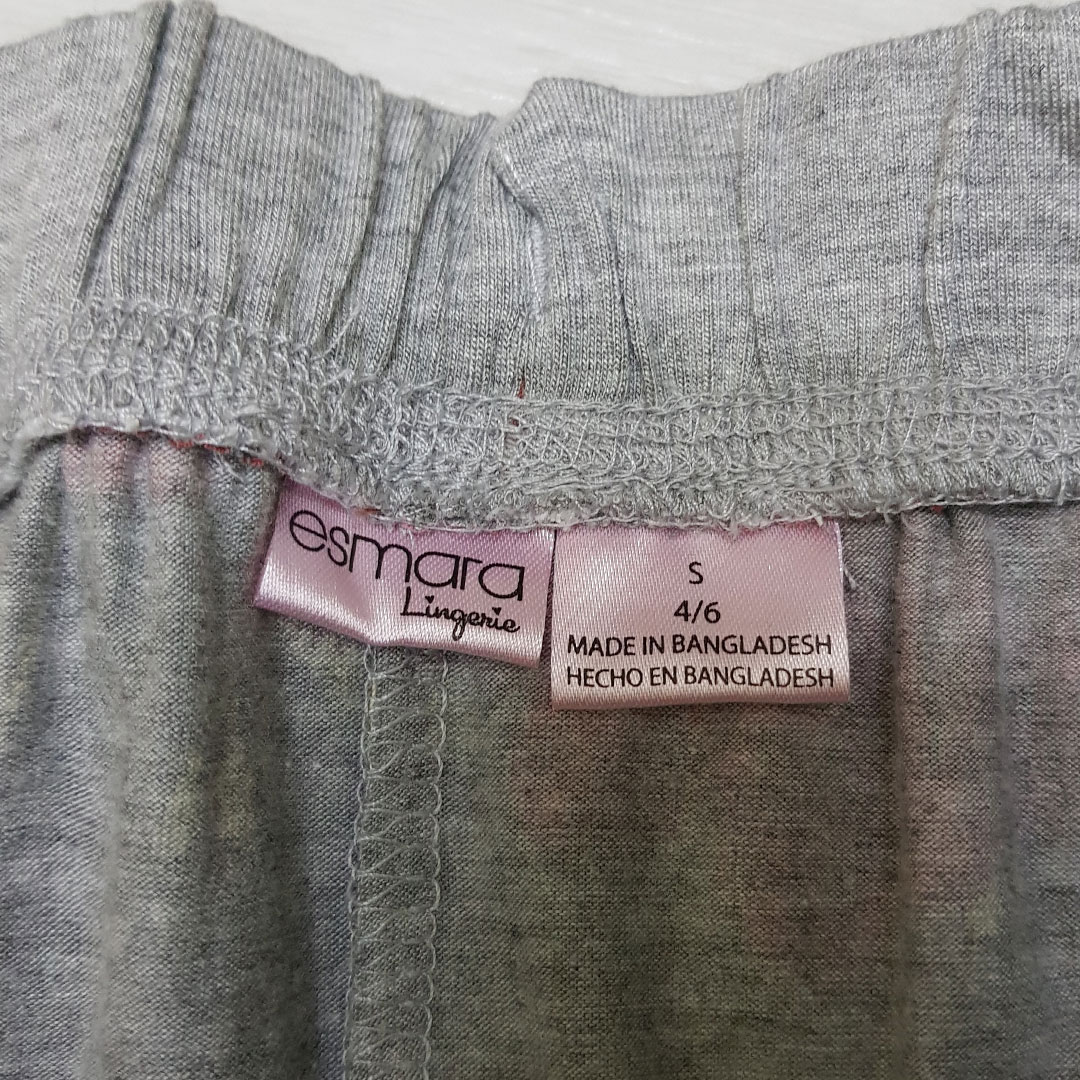 esmara
Lingerie
S
4/6
MADE IN BANGLADESH
HECHO EN BANGLADESH